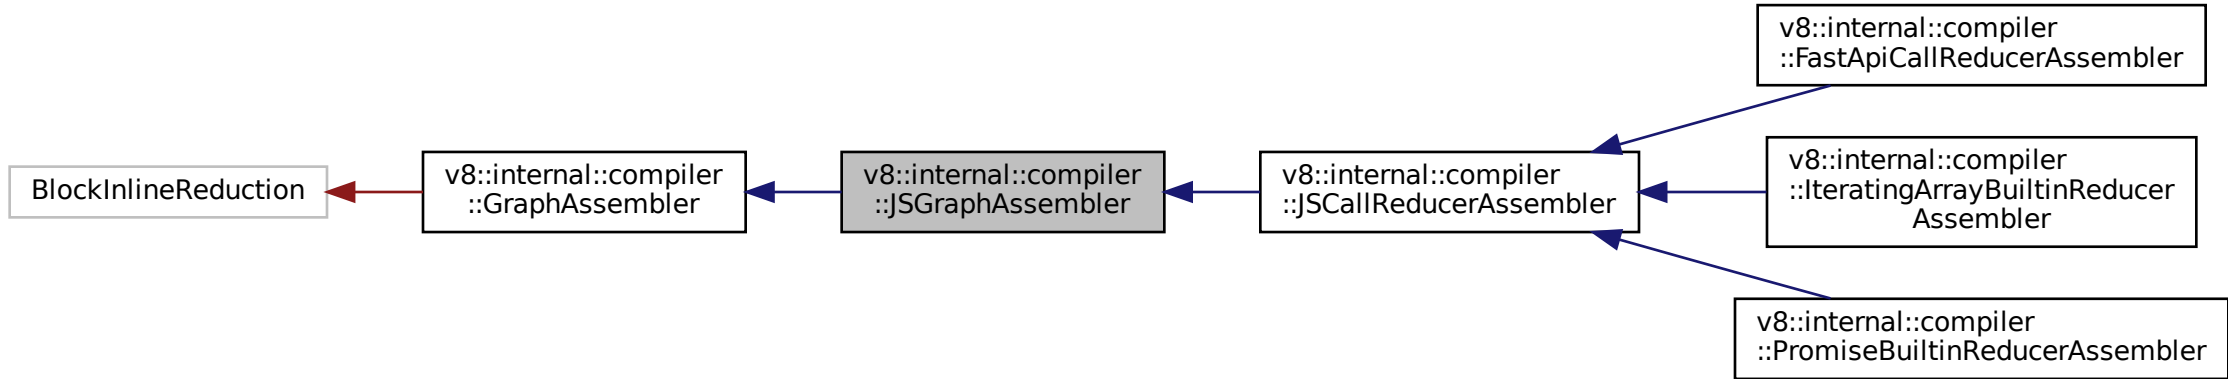 BlockInlineReduction
v8::internal::compiler
::GraphAssembler
v8::internal::compiler
::JSGraphAssembler
v8::internal::compiler
::JSCallReducerAssembler
v8::internal::compiler
::FastApiCallReducerAssembler
v8::internal::compiler
::IteratingArrayBuiltinReducer
Assembler
v8::internal::compiler
::PromiseBuiltinReducerAssembler